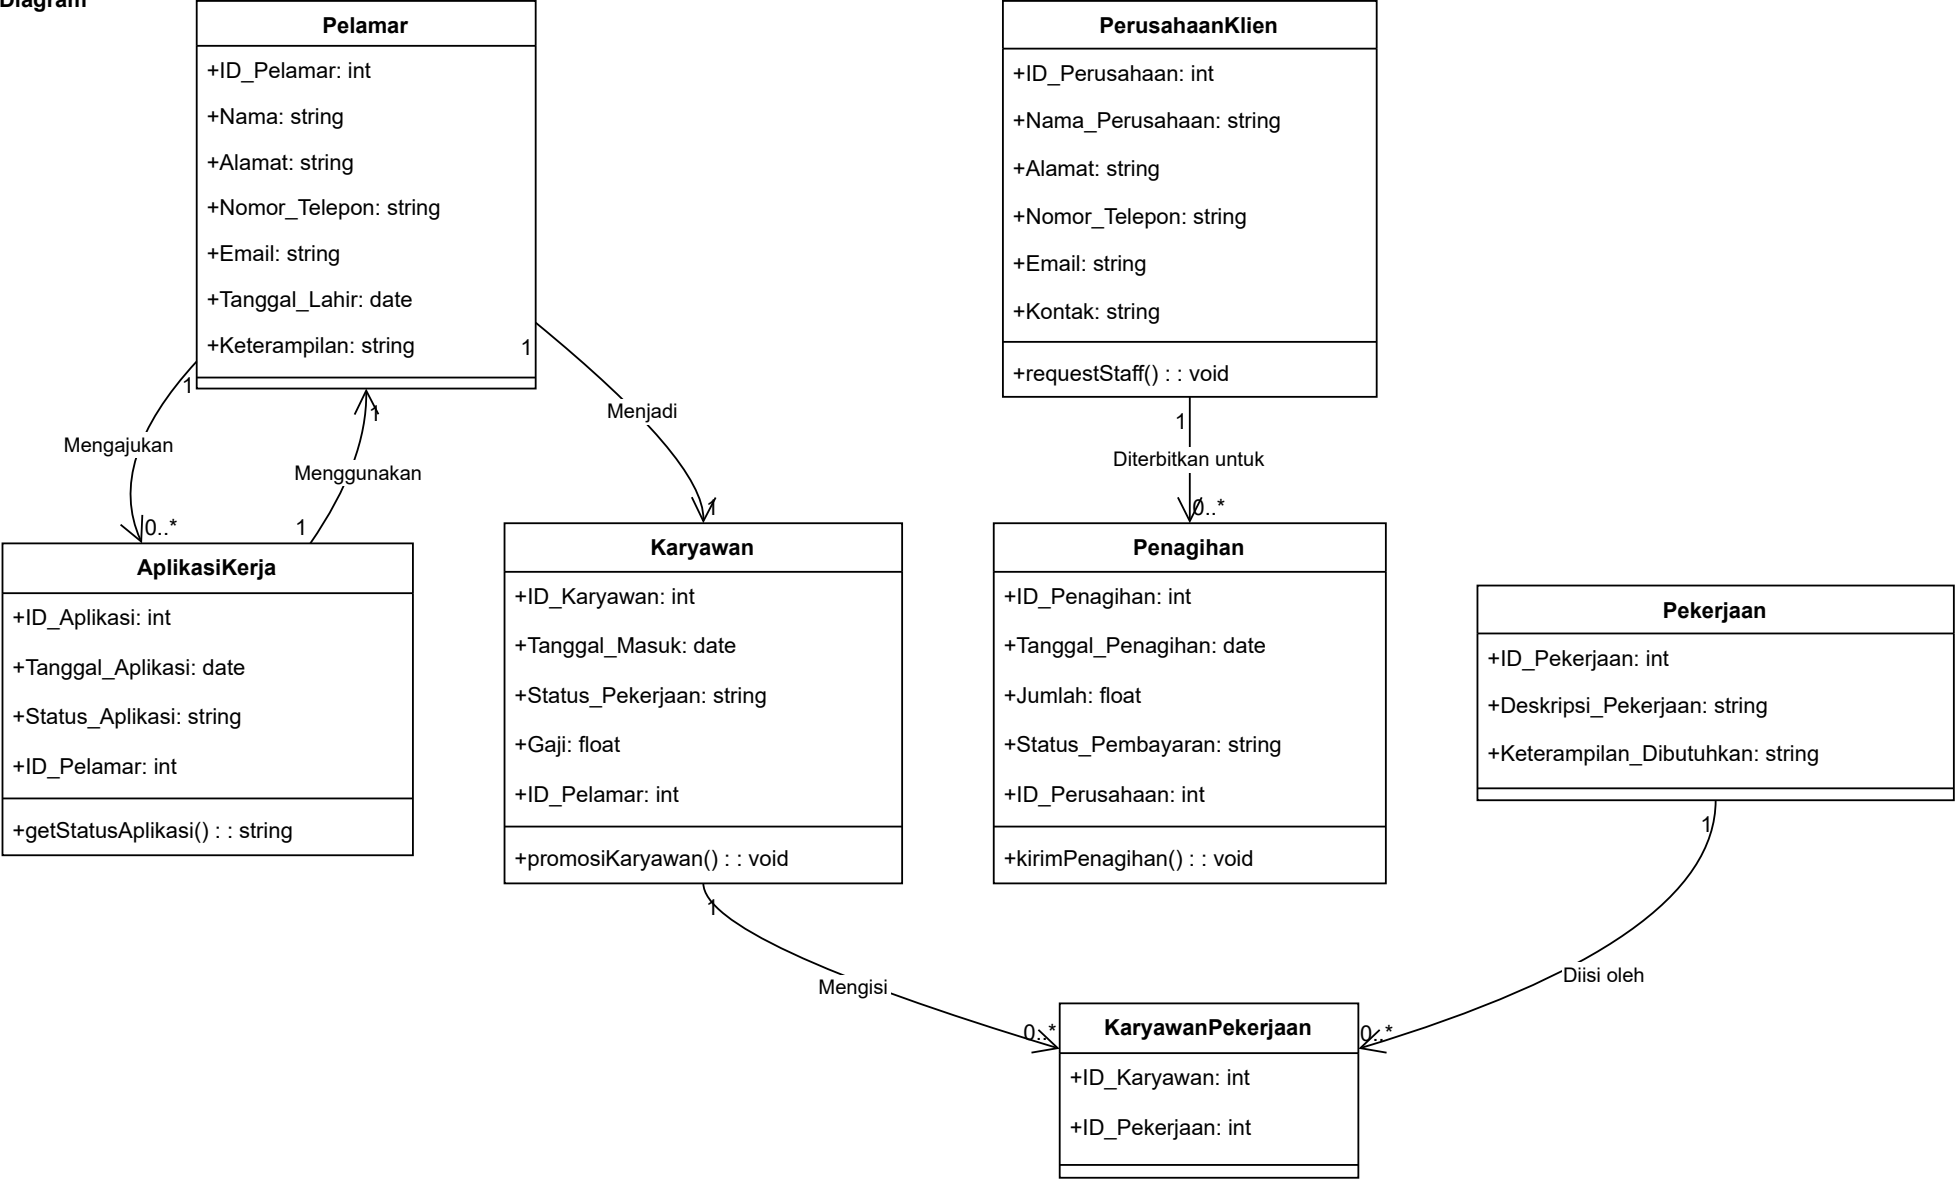 Diagram
Pelamar
+ID_Pelamar: int
+Nama: string
+Alamat: string
+Nomor_Telepon: string
+Email: string
+Tanggal_Lahir: date
+Keterampilan: string
PerusahaanKlien
+ID_Perusahaan: int
+Nama_Perusahaan: string
+Alamat: string
+Nomor_Telepon: string
+Email: string
+Kontak: string
+requestStaff() : : void
1
Mengajukan
0..*
1
Menggunakan
1
1
Menjadi
1
1
Diterbitkan untuk
0..*
AplikasiKerja
+ID_Aplikasi: int
+Tanggal_Aplikasi: date
+Status_Aplikasi: string
+ID_Pelamar: int
+getStatusAplikasi() : : string
Karyawan
+ID_Karyawan: int
+Tanggal_Masuk: date
+Status_Pekerjaan: string
+Gaji: float
+ID_Pelamar: int
+promosiKaryawan() : : void
Penagihan
+ID_Penagihan: int
+Tanggal_Penagihan: date
+Jumlah: float
+Status_Pembayaran: string
+ID_Perusahaan: int
+kirimPenagihan() : : void
Pekerjaan
+ID_Pekerjaan: int
+Deskripsi_Pekerjaan: string
+Keterampilan_Dibutuhkan: string
1
Mengisi
0..*
1
Diisi oleh
0..*
KaryawanPekerjaan
+ID_Karyawan: int
+ID_Pekerjaan: int